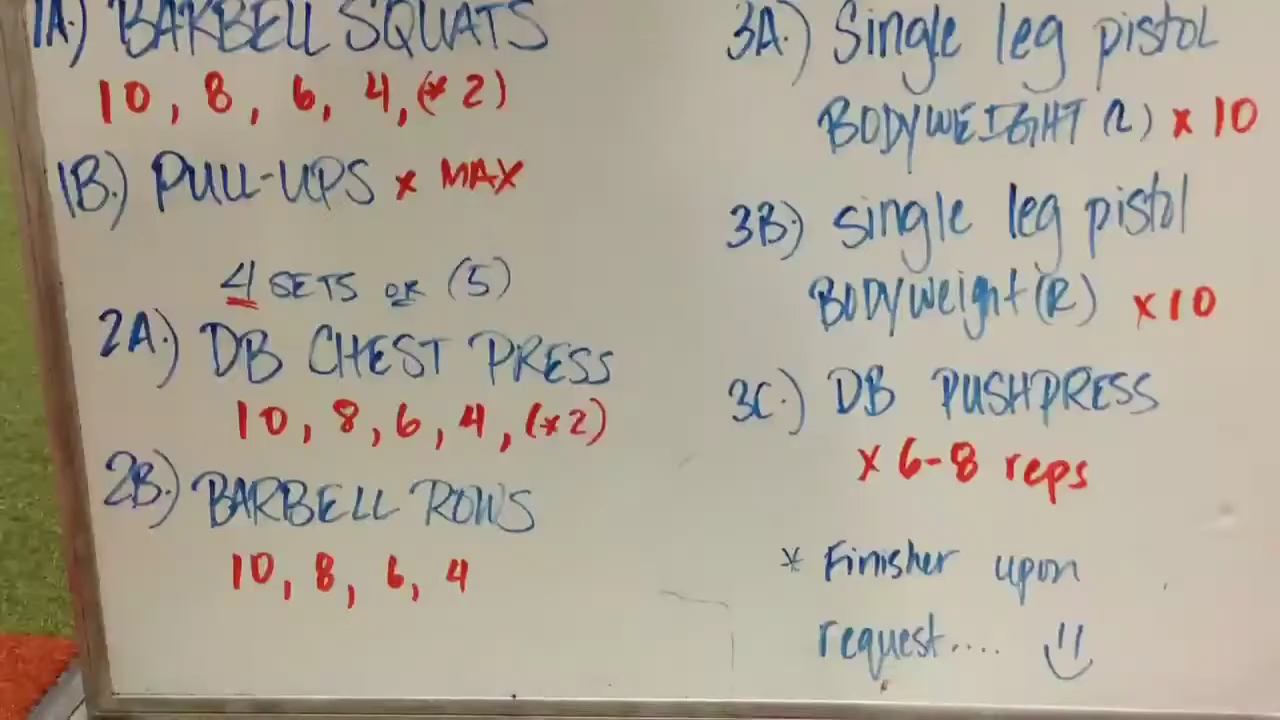 1A.) BARBELL SQUATS
10, 8, 6, 4, (* 2)
1B.) PULL-UPS x MAX
4 SETS OR (5)
2A.) DB CHEST PRESS
10, 8, 6, 4, (*2)
2B.) BARBELL ROWS
10, 8, 6, 4
3A.) Single leg pistol
BODYWEIGHT (L) x 10
3B.) single leg pistol
BODYweight (R) x 10
3C.) DB PUSHPRESS
x 6-8 reps
* Finisher upon
request....